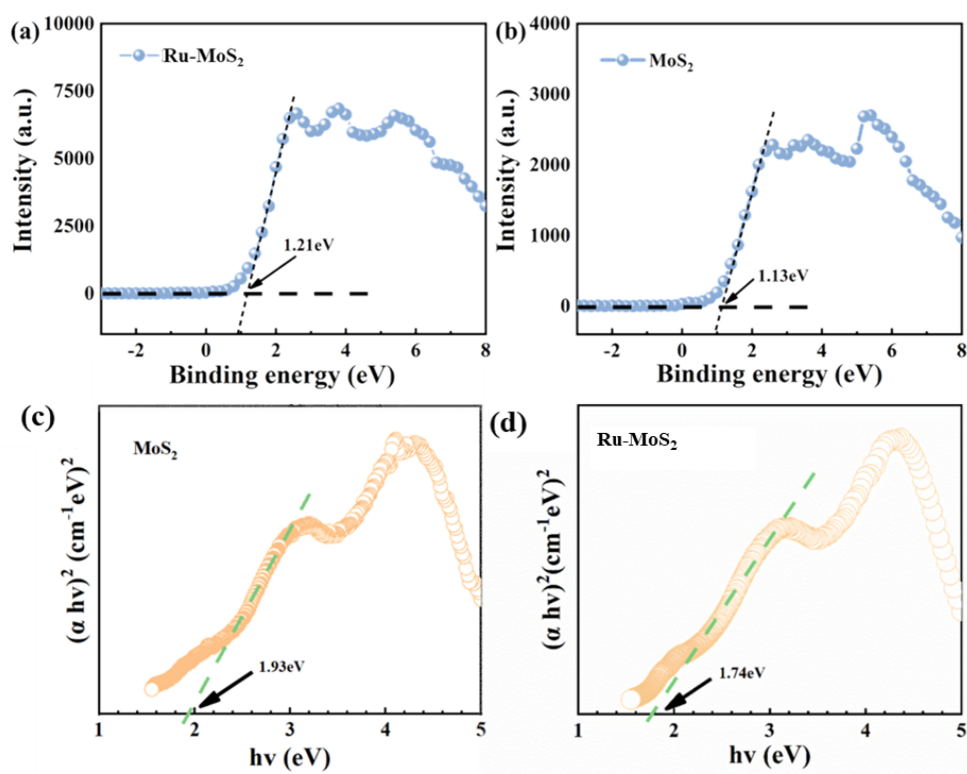 (a)
Ru-MoS₂
Intensity (a.u.)
10000
7500
5000
2500
0
1.21eV
-2 0 2 4 6 8
Binding energy (eV)
(b)
MoS₂
Intensity (a.u.)
4000
3000
2000
1000
0
1.13eV
-2 0 2 4 6 8
Binding energy (eV)
(c)
MoS₂
(α hν)² (cm⁻¹eV)²
1.93eV
1 2 3 4 5
hν (eV)
(d)
Ru-MoS₂
(α hν)²(cm⁻¹eV)²
1.74eV
1 2 3 4 5
hν (eV)